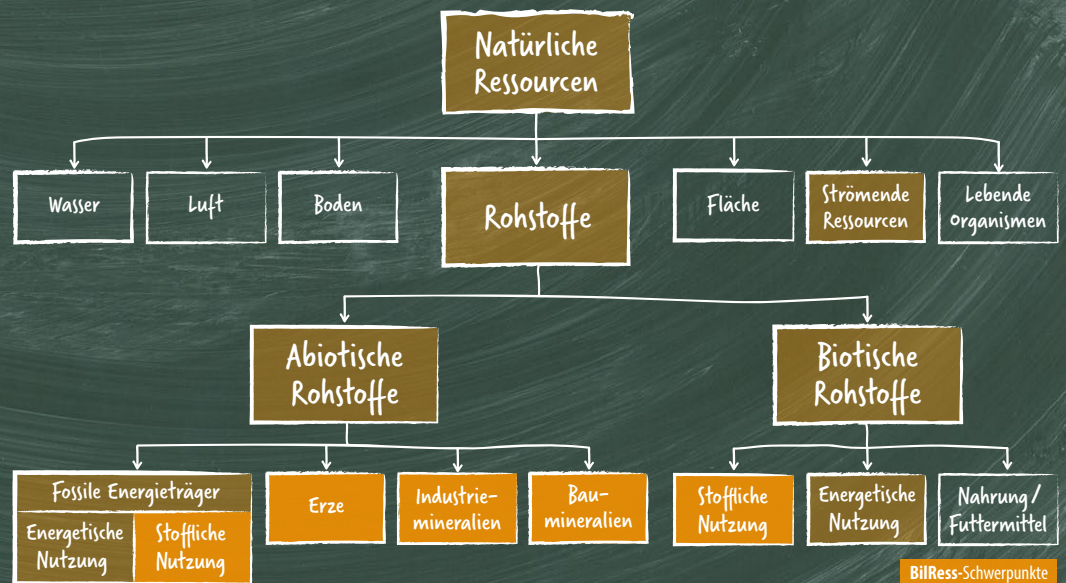 Natürliche
Ressourcen
Wasser
Luft
Boden
Rohstoffe
Fläche
Strömende
Ressourcen
Lebende
Organismen
Abiotische
Rohstoffe
Biotische
Rohstoffe
Fossile Energieträger
Energetische
Nutzung
Stoffliche
Nutzung
Erze
Industrie-
mineralien
Bau-
mineralien
Stoffliche
Nutzung
Energetische
Nutzung
Nahrung/
Futtermittel
BilRess-Schwerpunkte